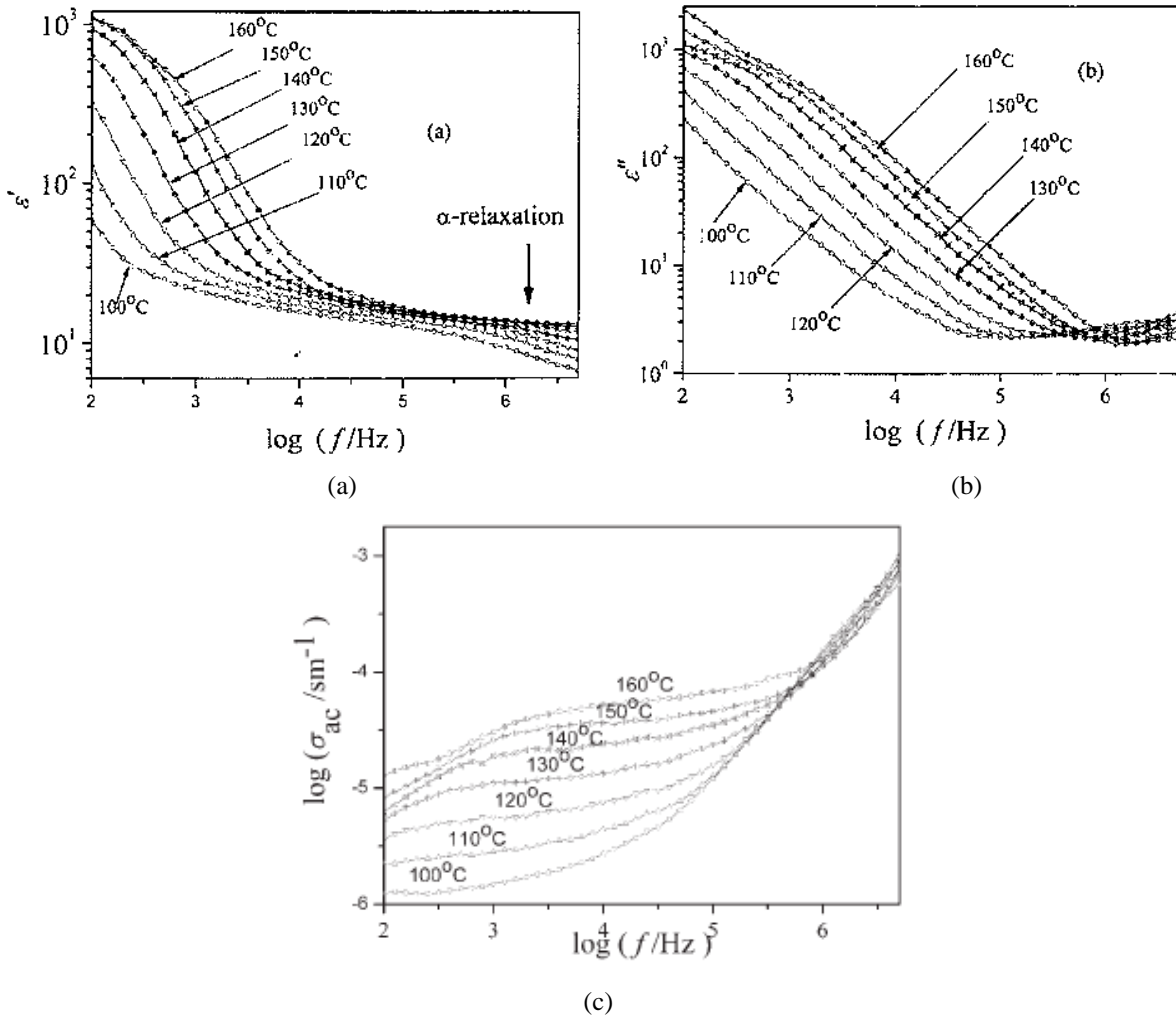 10³
10²
10¹
ε′
160°C
150°C
140°C
130°C
120°C
110°C
100°C
(a)
α-relaxation
2 3 4 5 6
log (f/Hz)
(a)
10³
10²
10¹
10⁰
ε″
160°C
(b)
150°C
140°C
130°C
100°C
110°C
120°C
2 3 4 5 6
log (f/Hz)
(b)
-3
-4
-5
-6
log (σac /sm⁻¹)
160°C
150°C
140°C
130°C
120°C
110°C
100°C
2 3 4 5 6
log (f/Hz)
(c)